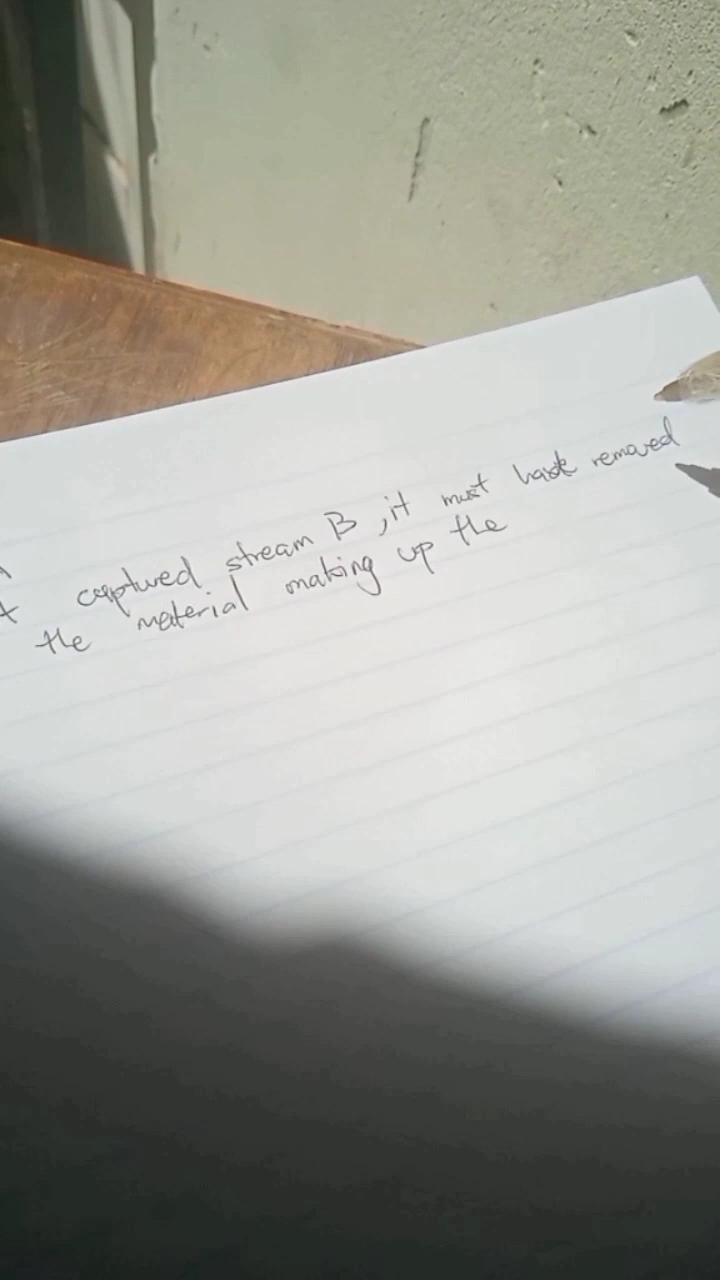 captured stream B, it must have removed
the material making up the